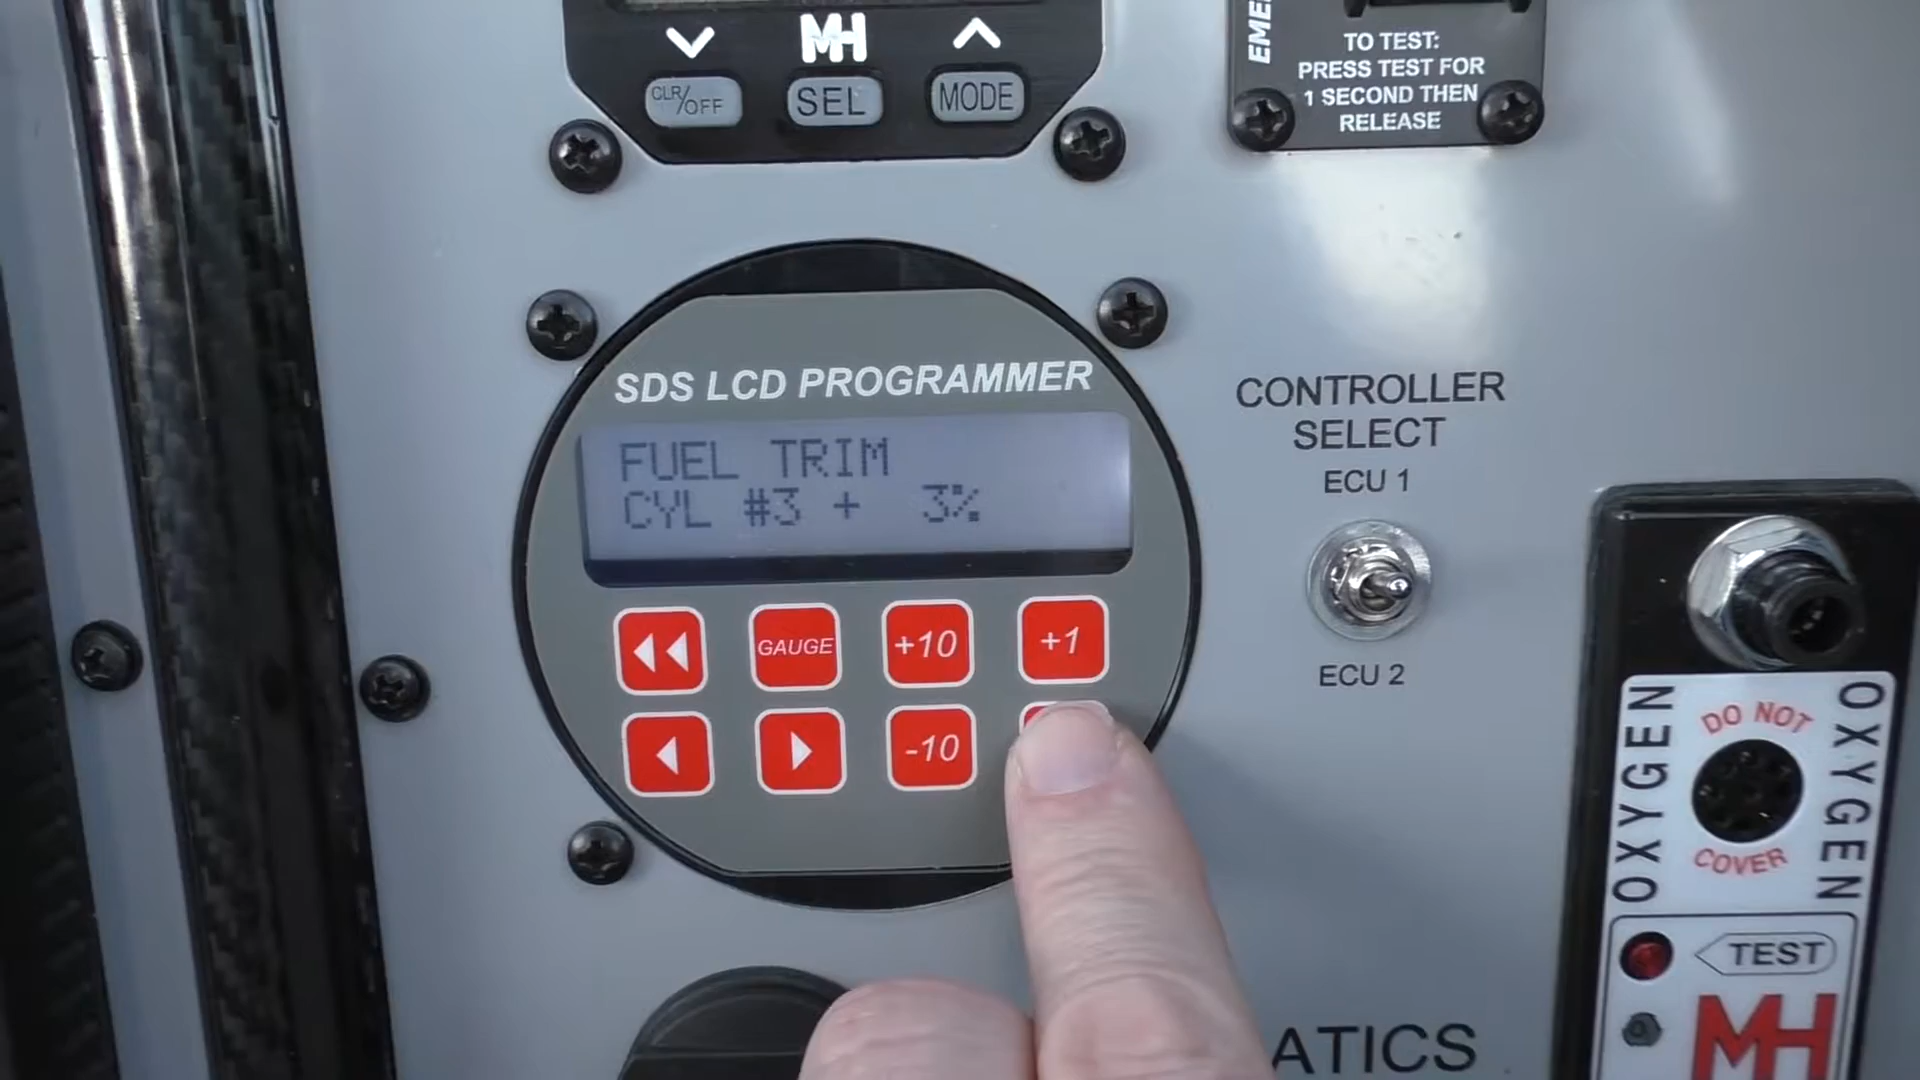 MH
CLR/OFF
SEL
MODE
TO TEST:
PRESS TEST FOR
1 SECOND THEN
RELEASE
SDS LCD PROGRAMMER
FUEL TRIM
CYL #3 + 3%
GAUGE
+10
+1
-10
CONTROLLER
SELECT
ECU 1
ECU 2
OXYGEN
DO NOT
COVER
OXYGEN
TEST
MH